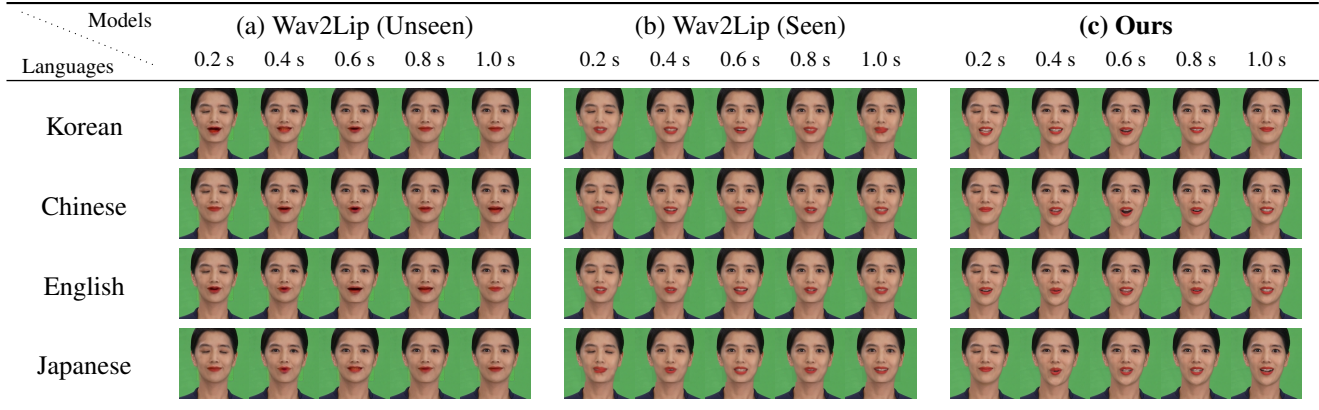 Models
(a) Wav2Lip (Unseen) (b) Wav2Lip (Seen) (c) Ours
Languages
0.2 s 0.4 s 0.6 s 0.8 s 1.0 s 0.2 s 0.4 s 0.6 s 0.8 s 1.0 s 0.2 s 0.4 s 0.6 s 0.8 s 1.0 s
Korean
Chinese
English
Japanese